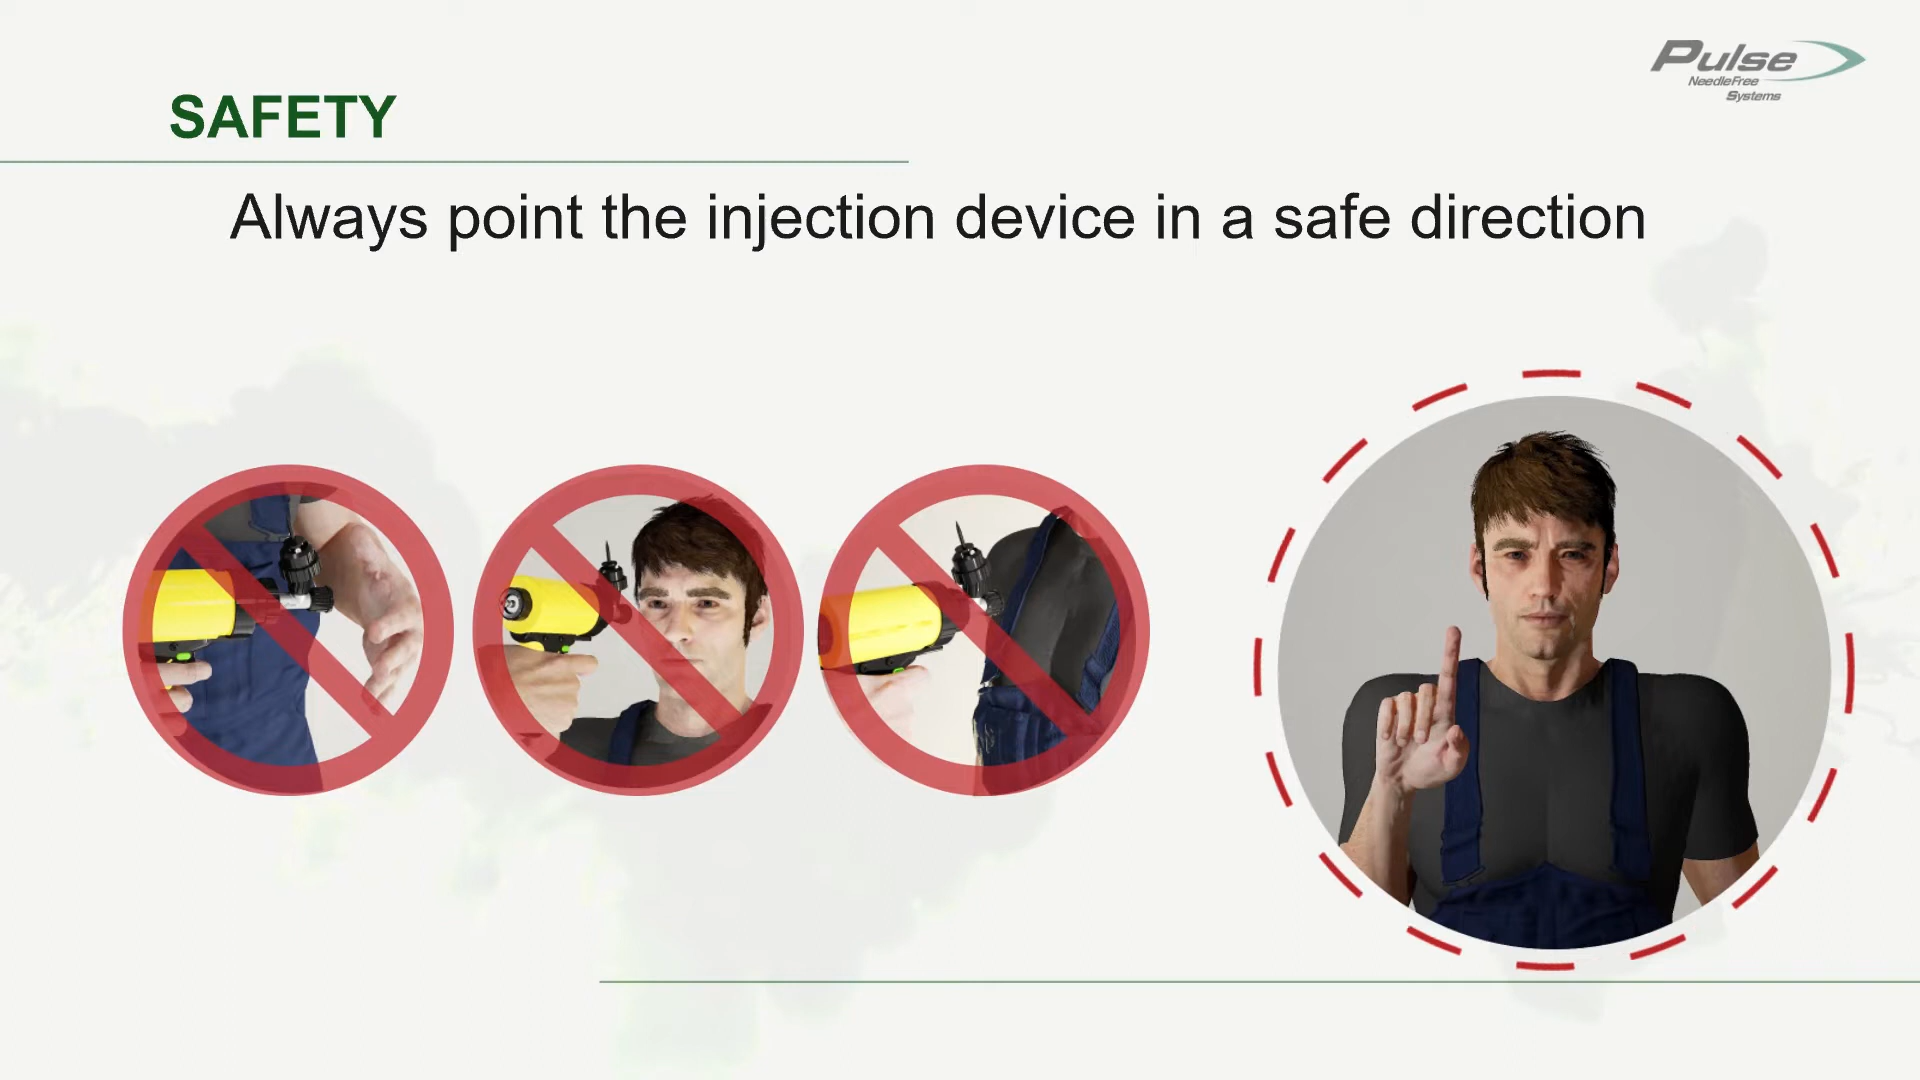 Pulse
NeedleFree
Systems
SAFETY
Always point the injection device in a safe direction